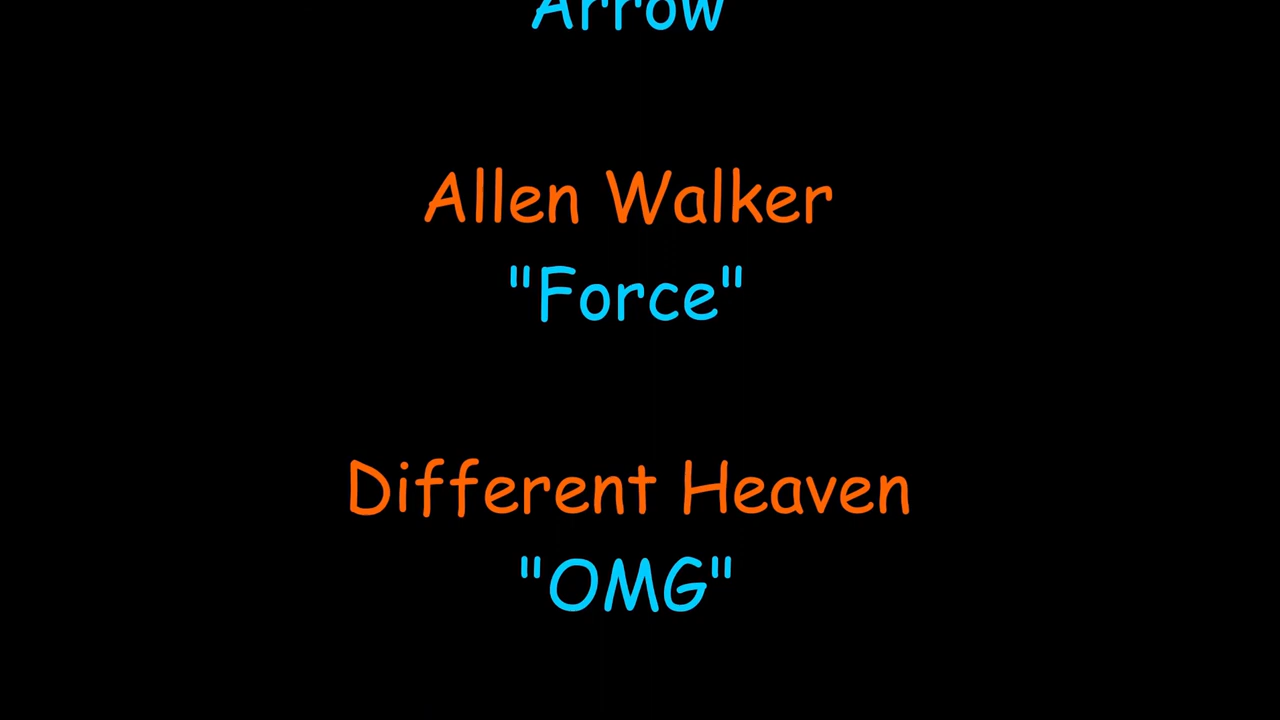 Arrow
Allen Walker
"Force"
Different Heaven
"OMG"